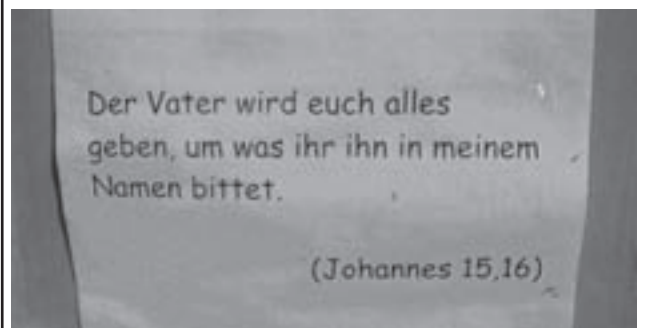 Der Vater wird euch alles
geben, um was ihr ihn in meinem
Namen bittet.
(Johannes 15,16)